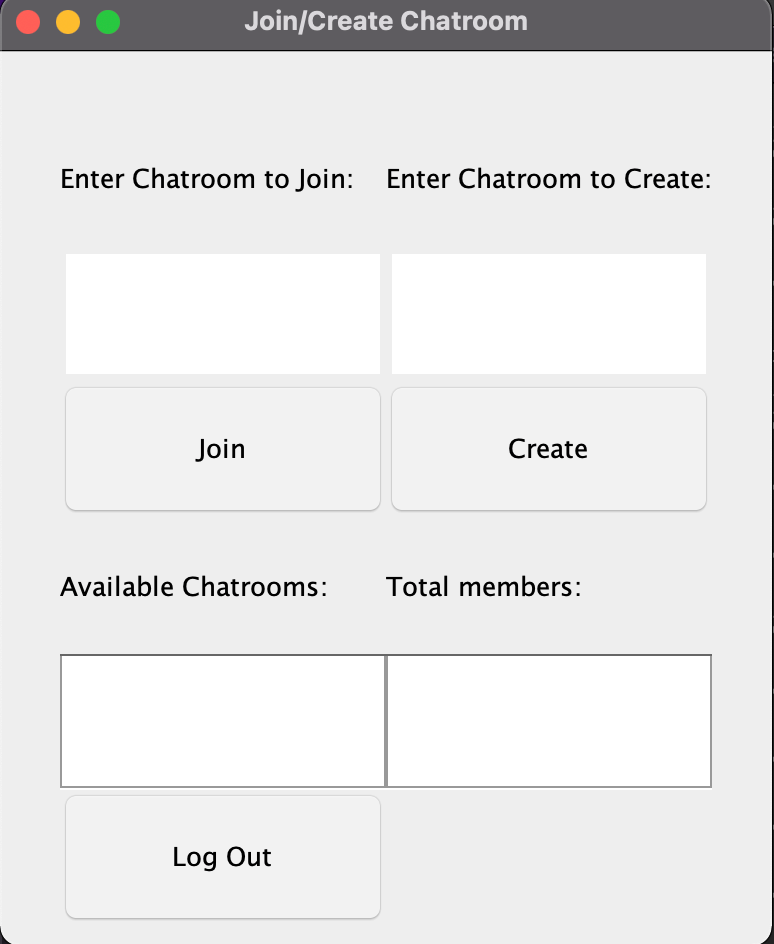 Join/Create Chatroom
Enter Chatroom to Join:
Enter Chatroom to Create:
Join
Create
Available Chatrooms:
Total members:
Log Out